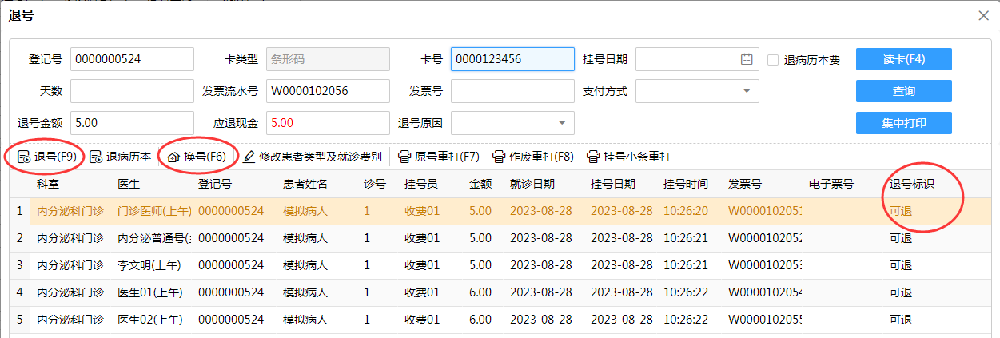 退号
登记号 0000000524 卡类型 条形码 卡号 0000123456 挂号日期 退病历本费 读卡(F4)
天数 发票流水号 W0000102056 发票号 支付方式 查询
退号金额 5.00 应退现金 5.00 退号原因 集中打印
退号(F9) 退病历本 换号(F6) 修改患者类型及就诊费别 原号重打(F7) 作废重打(F8) 挂号小条重打
科室 医生 登记号 患者姓名 诊号 挂号员 金额 就诊日期 挂号日期 挂号时间 发票号 电子票号 退号标识
1 内分泌科门诊 门诊医师(上午) 0000000524 模拟病人 1 收费01 5.00 2023-08-28 2023-08-28 10:26:20 W0000102051 可退
2 内分泌科门诊 内分泌普通号( 0000000524 模拟病人 1 收费01 5.00 2023-08-28 2023-08-28 10:26:21 W0000102052 可退
3 内分泌科门诊 李文明(上午) 0000000524 模拟病人 1 收费01 5.00 2023-08-28 2023-08-28 10:26:21 W0000102053 可退
4 内分泌科门诊 医生01(上午) 0000000524 模拟病人 1 收费01 6.00 2023-08-28 2023-08-28 10:26:22 W0000102054 可退
5 内分泌科门诊 医生02(上午) 0000000524 模拟病人 1 收费01 6.00 2023-08-28 2023-08-28 10:26:22 W0000102055 可退